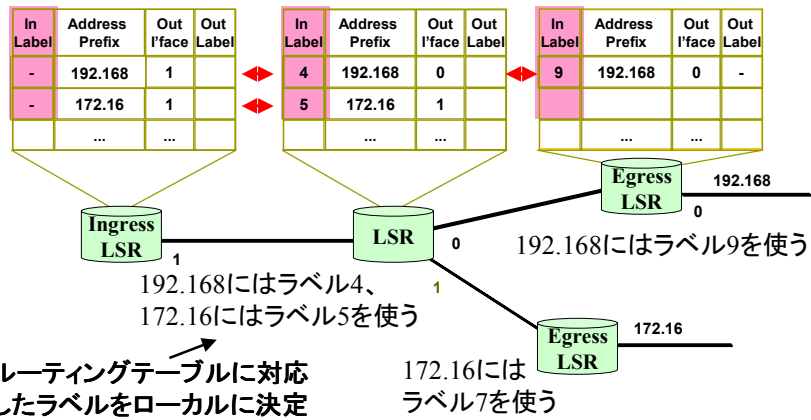 In Label Address Prefix Out I'face Out Label
- 192.168 1
- 172.16 1
... ...
In Label Address Prefix Out I'face Out Label
4 192.168 0
5 172.16 1
... ...
In Label Address Prefix Out I'face Out Label
9 192.168 0 -
... ...
Ingress LSR
1
LSR
0
1
Egress LSR
0
192.168
192.168にはラベル9を使う
192.168にはラベル4、
172.16にはラベル5を使う
Egress LSR
172.16
172.16には
ラベル7を使う
ルーティングテーブルに対応
したラベルをローカルに決定